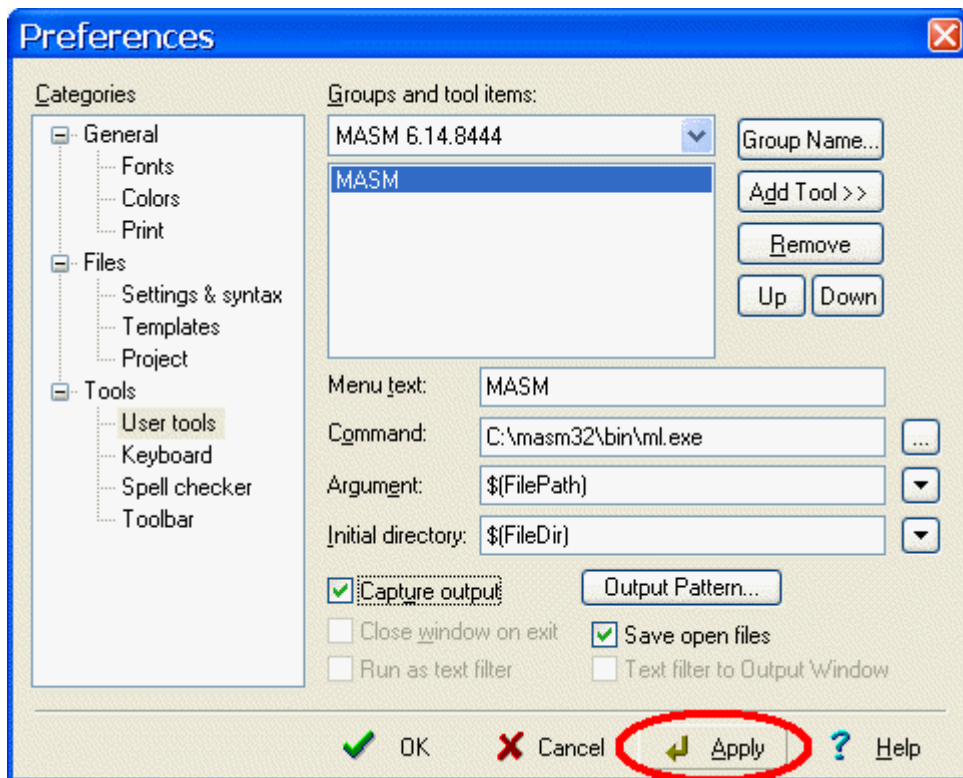 Preferences
Categories
General
Fonts
Colors
Print
Files
Settings & syntax
Templates
Project
Tools
User tools
Keyboard
Spell checker
Toolbar
Groups and tool items:
MASM 6.14.8444
MASM
Group Name...
Add Tool >>
Remove
Up Down
Menu text: MASM
Command: C:\masm32\bin\ml.exe ...
Argument: $(FilePath)
Initial directory: $(FileDir)
Capture output Output Pattern...
Close window on exit Save open files
Run as text filter Text filter to Output Window
OK Cancel Apply ? Help